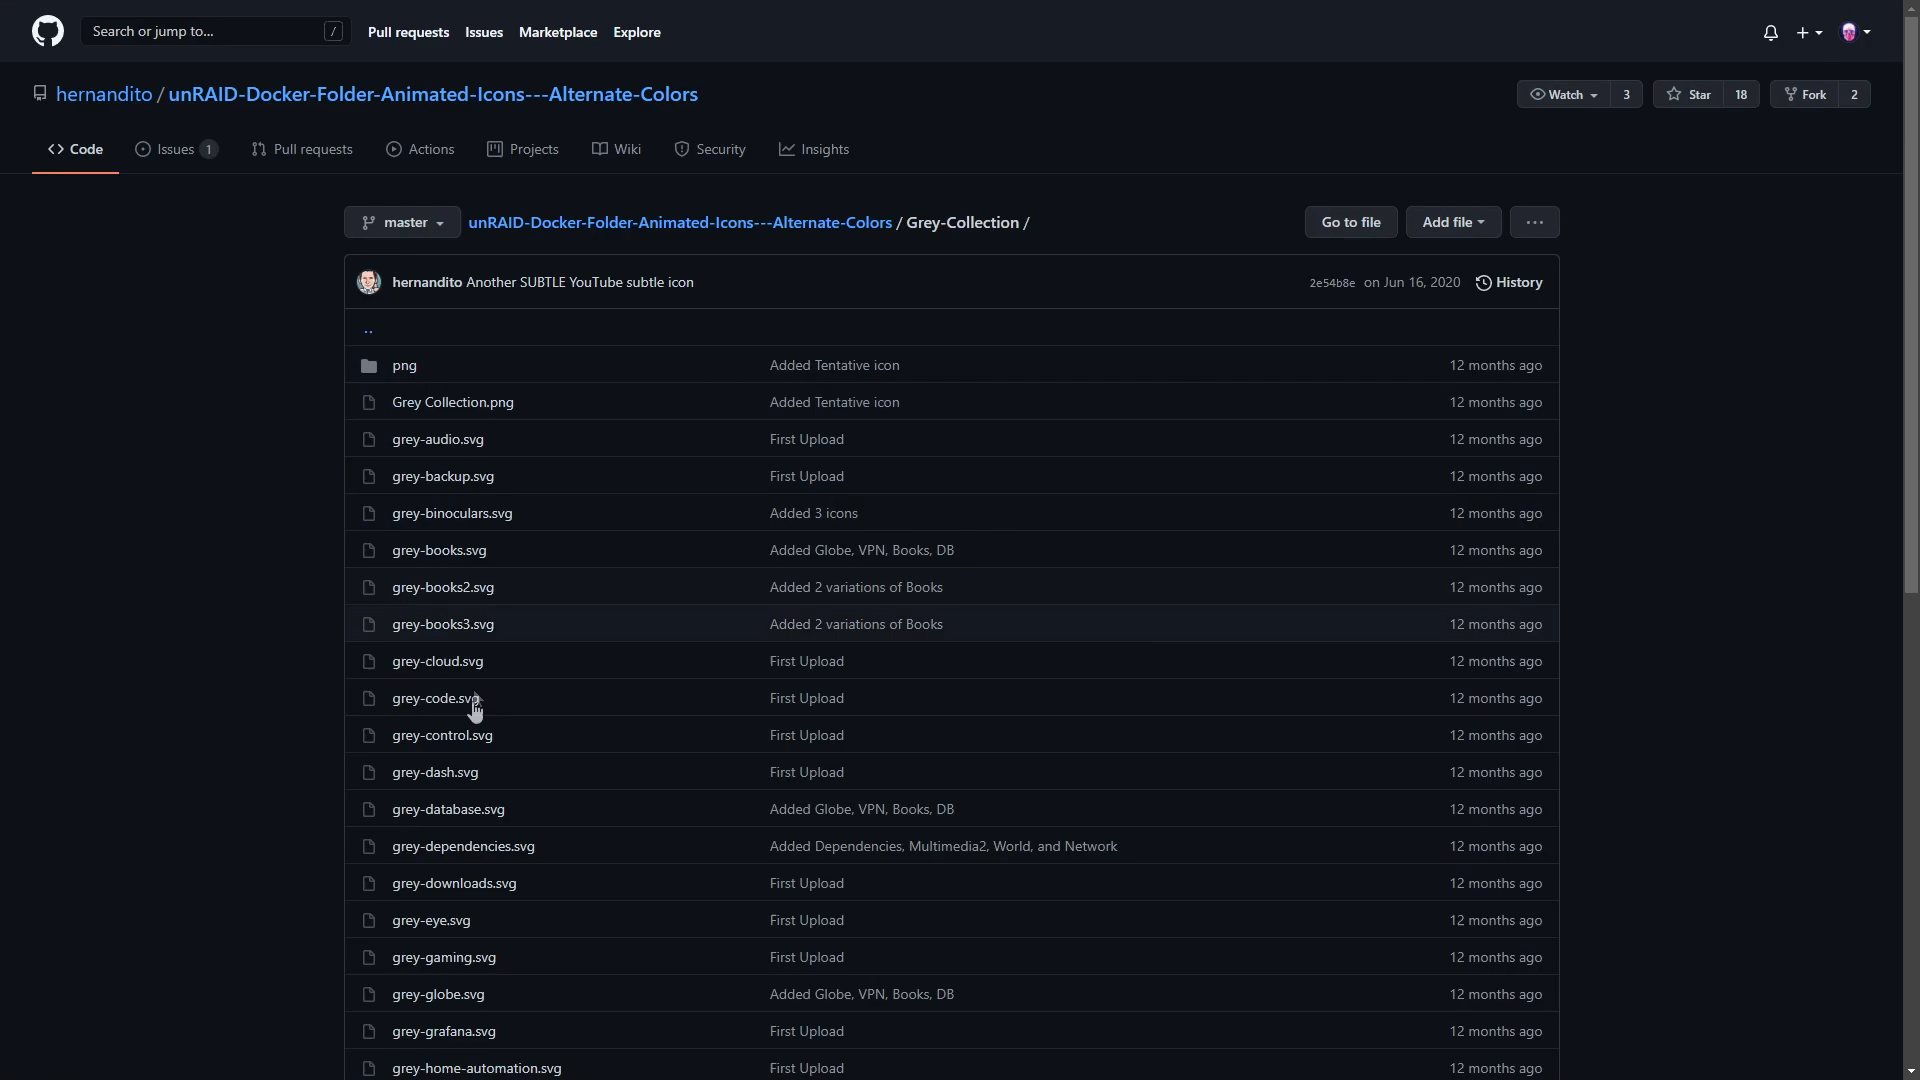 Search or jump to... / Pull requests Issues Marketplace Explore
hernandito / unRAID-Docker-Folder-Animated-Icons---Alternate-Colors Watch 3 Star 18 Fork 2
Code Issues 1 Pull requests Actions Projects Wiki Security Insights
master unRAID-Docker-Folder-Animated-Icons---Alternate-Colors / Grey-Collection / Go to file Add file ...
hernandito Another SUBTLE YouTube subtle icon 2e54b8e on Jun 16, 2020 History
..
png Added Tentative icon 12 months ago
Grey Collection.png Added Tentative icon 12 months ago
grey-audio.svg First Upload 12 months ago
grey-backup.svg First Upload 12 months ago
grey-binoculars.svg Added 3 icons 12 months ago
grey-books.svg Added Globe, VPN, Books, DB 12 months ago
grey-books2.svg Added 2 variations of Books 12 months ago
grey-books3.svg Added 2 variations of Books 12 months ago
grey-cloud.svg First Upload 12 months ago
grey-code.svg First Upload 12 months ago
grey-control.svg First Upload 12 months ago
grey-dash.svg First Upload 12 months ago
grey-database.svg Added Globe, VPN, Books, DB 12 months ago
grey-dependencies.svg Added Dependencies, Multimedia2, World, and Network 12 months ago
grey-downloads.svg First Upload 12 months ago
grey-eye.svg First Upload 12 months ago
grey-gaming.svg First Upload 12 months ago
grey-globe.svg Added Globe, VPN, Books, DB 12 months ago
grey-grafana.svg First Upload 12 months ago
grey-home-automation.svg First Upload 12 months ago